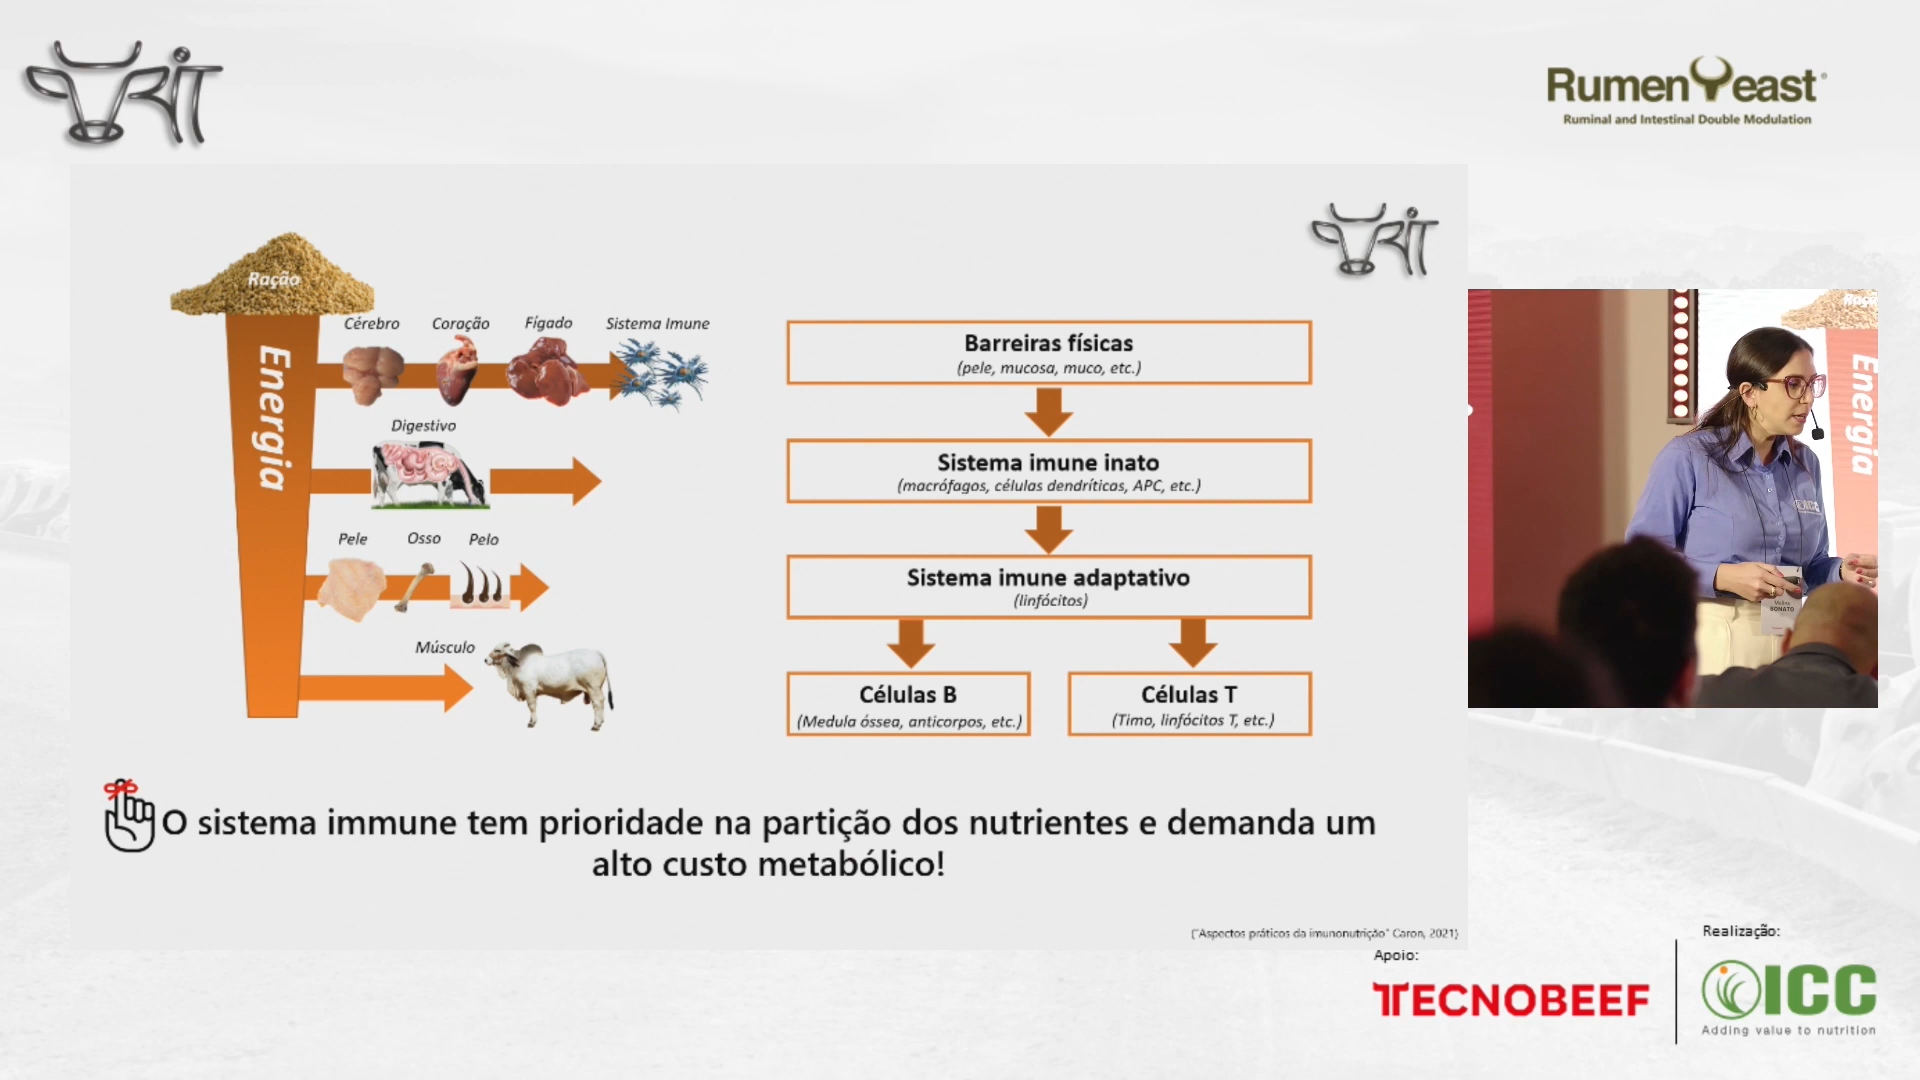 RumenYeast®
Ruminal and Intestinal Double Modulation
Ração
Energia
Cérebro
Coração
Fígado
Sistema Imune
Digestivo
Pele
Osso
Pelo
Músculo
Barreiras físicas
(pele, mucosa, muco, etc.)
Sistema imune inato
(macrófagos, células dendríticas, APC, etc.)
Sistema imune adaptativo
(linfócitos)
Células B
(Medula óssea, anticorpos, etc.)
Células T
(Timo, linfócitos T, etc.)
O sistema immune tem prioridade na partição dos nutrientes e demanda um
alto custo metabólico!
("Aspectos práticos da imunonutrição" Caron, 2021)
Energia
ICC
BONATO
Apoio:
TECNOBEEF
Realização:
ICC
Adding value to nutrition